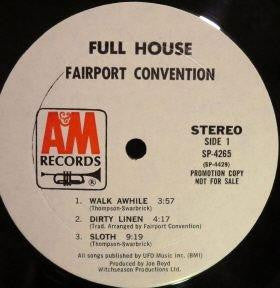 FULL HOUSE
FAIRPORT CONVENTION
A&M
RECORDS
®
STEREO
SIDE 1
SP-4265
(SP-4429)
PROMOTION COPY
NOT FOR SALE
1. WALK AWHILE 3:57
(Thompson-Swarbrick)
2. DIRTY LINEN 4:17
(Trad. Arranged by Fairport Convention)
3. SLOTH 9:19
(Thompson-Swarbrick)
All songs published by UFO Music Inc. (BMI)
Produced by Joe Boyd
Witchseason Productions Ltd.